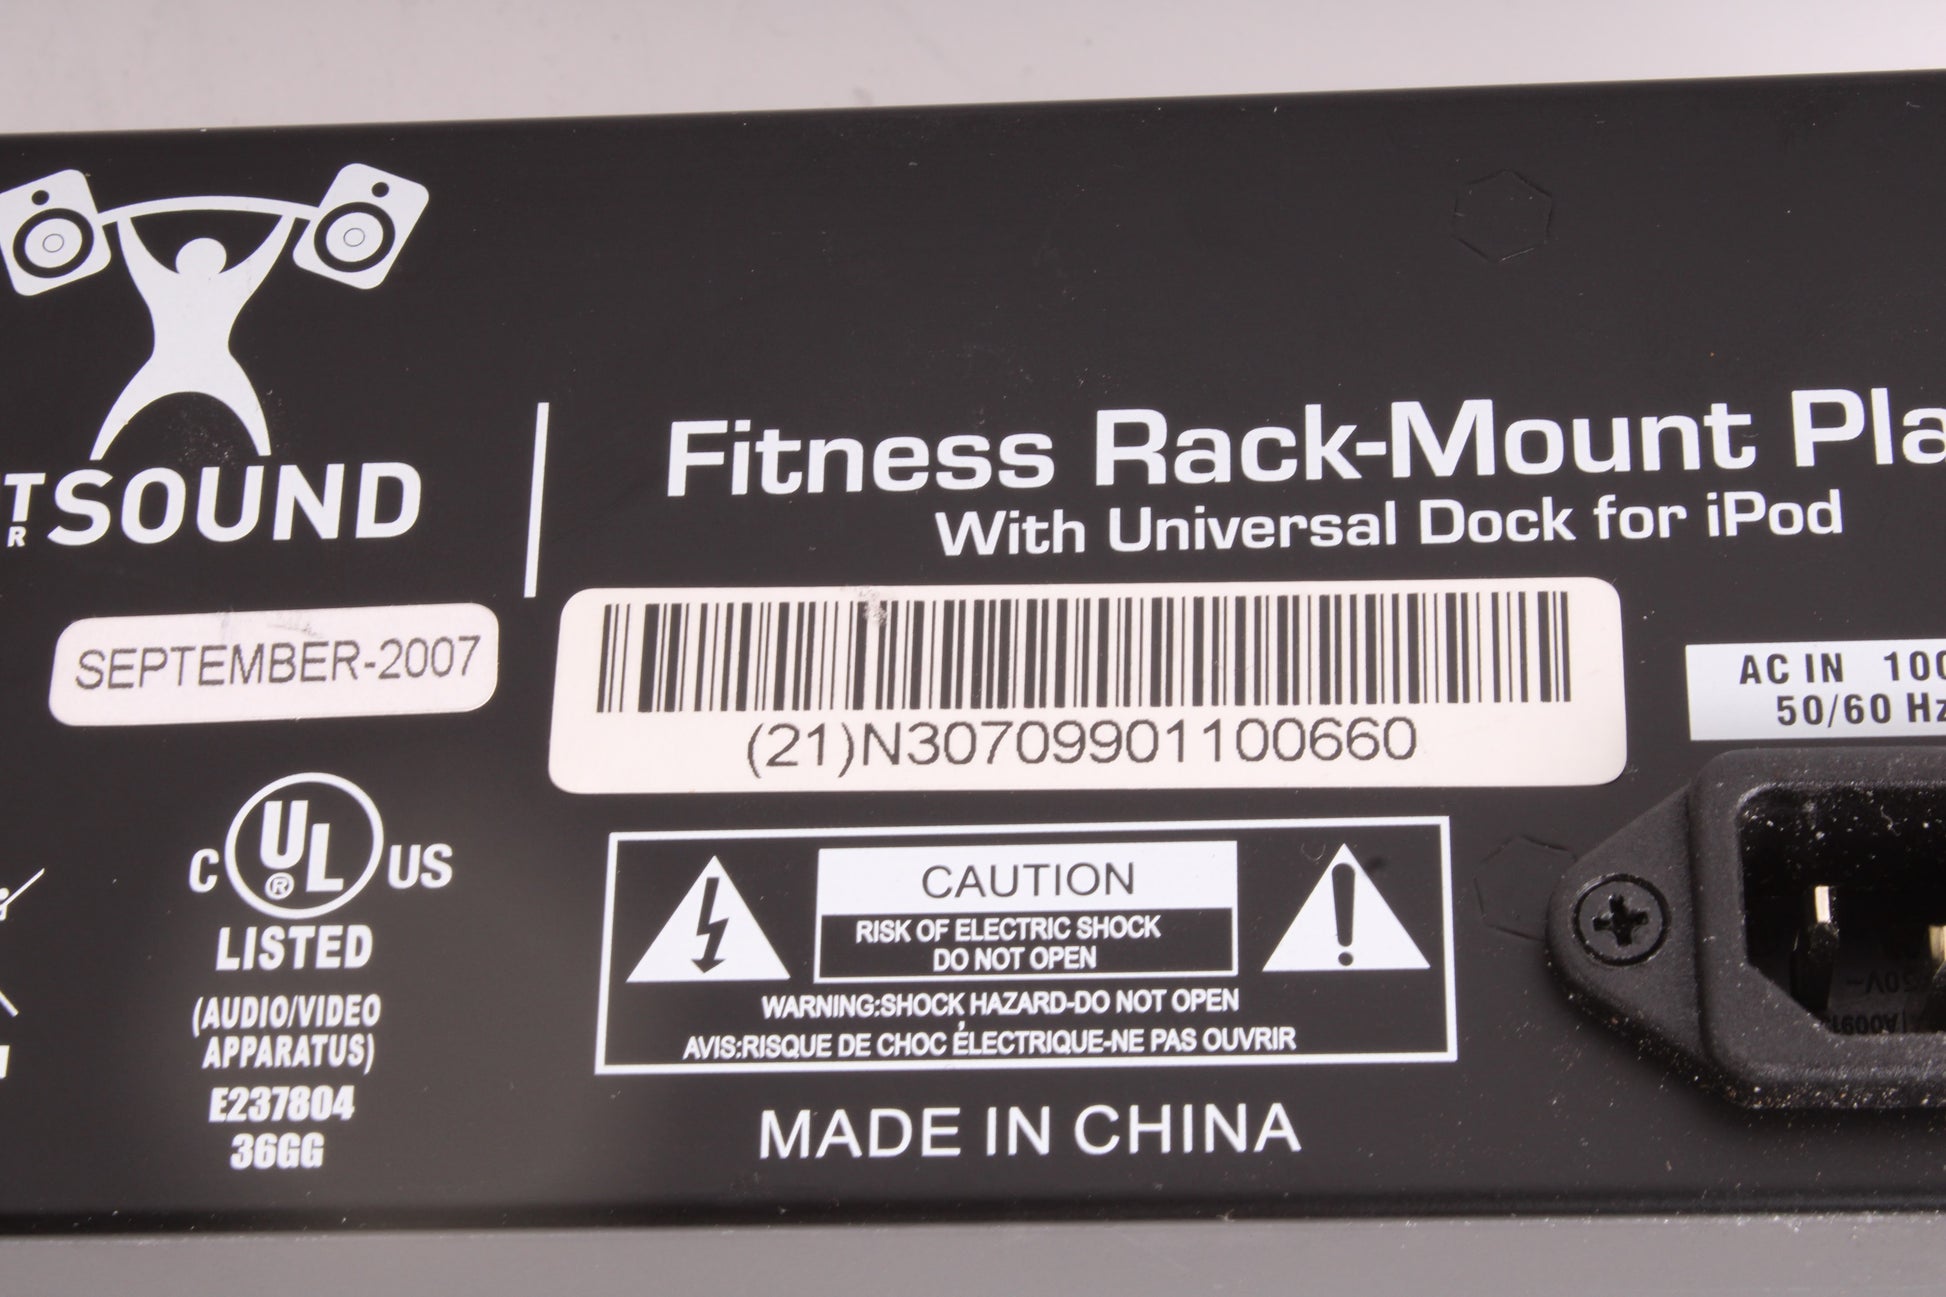 TSOUND
R
Fitness Rack-Mount Pla
With Universal Dock for iPod
SEPTEMBER-2007
(21)N30709901100660
AC IN 100
50/60 Hz
C UL® US
LISTED
(AUDIO/VIDEO
APPARATUS)
E237804
36GG
CAUTION
RISK OF ELECTRIC SHOCK
DO NOT OPEN
WARNING:SHOCK HAZARD-DO NOT OPEN
AVIS:RISQUE DE CHOC ÉLECTRIQUE-NE PAS OUVRIR
MADE IN CHINA